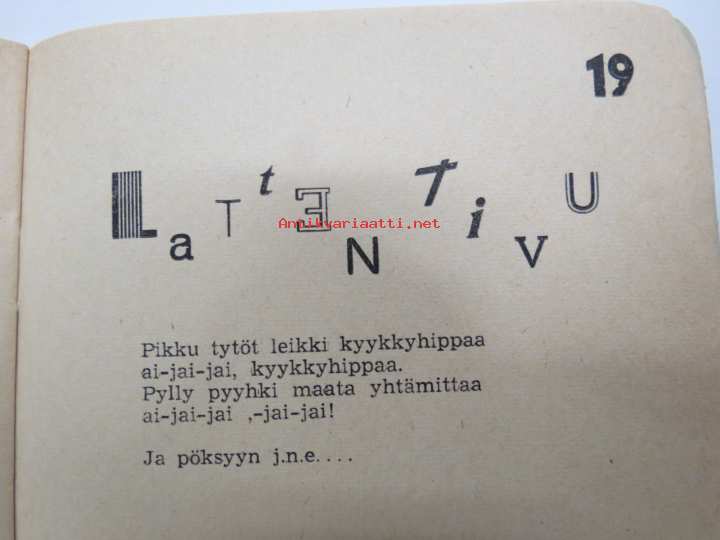 19
LaTtENTivU
Antikvariaatti.net
Pikku tytöt leikki kyykkyhippaa
ai-jai-jai, kyykkyhippaa.
Pylly pyyhki maata yhtämittaa
ai-jai-jai ,-jai-jai!
Ja pöksyyn j.n.e....